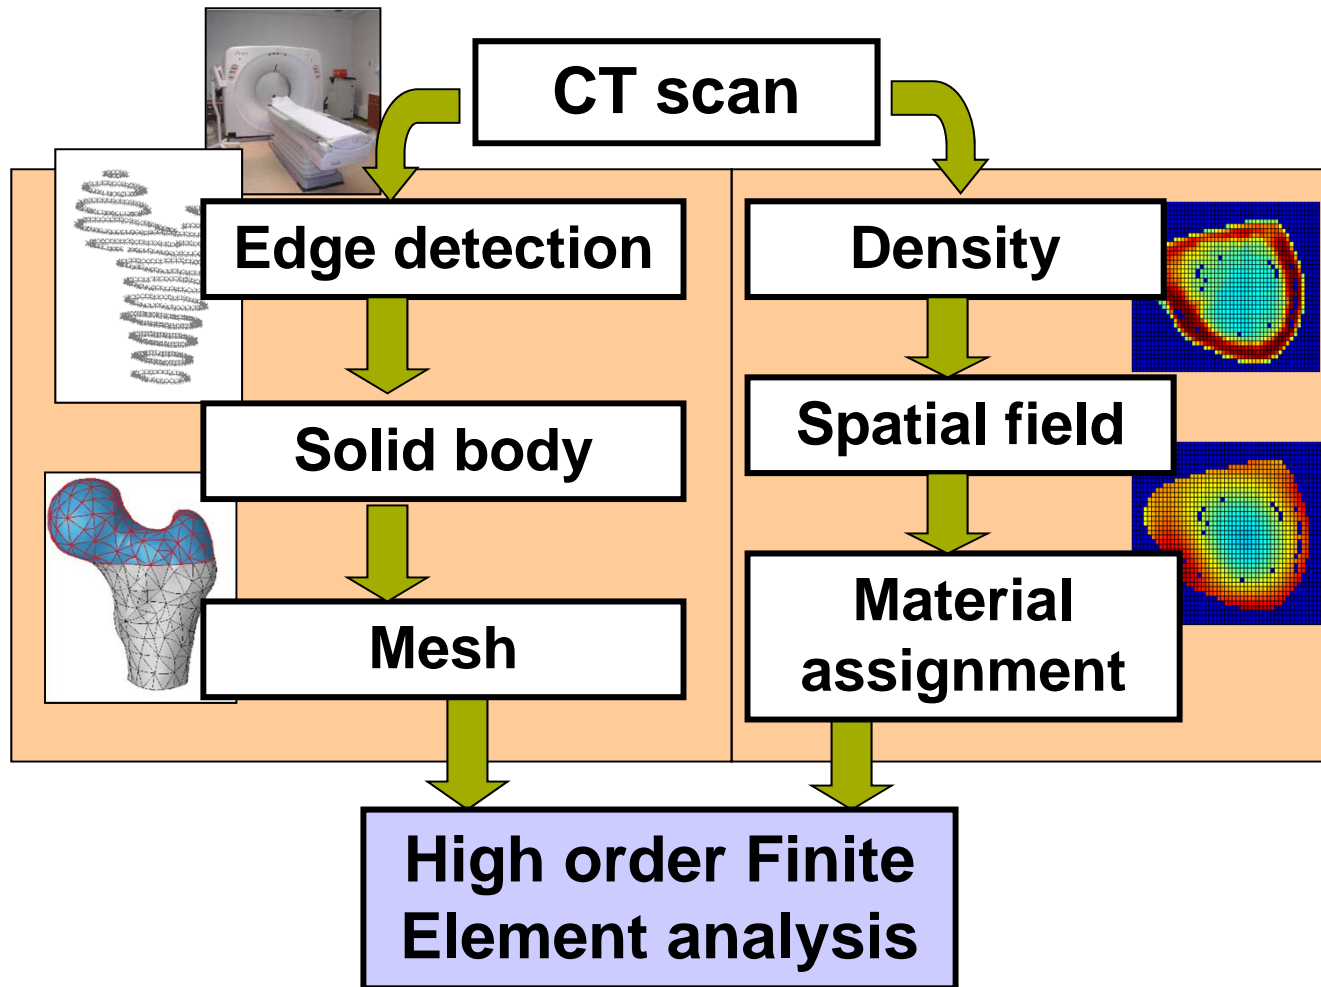 CT scan
Edge detection
Density
Solid body
Spatial field
Mesh
Material
assignment
High order Finite
Element analysis